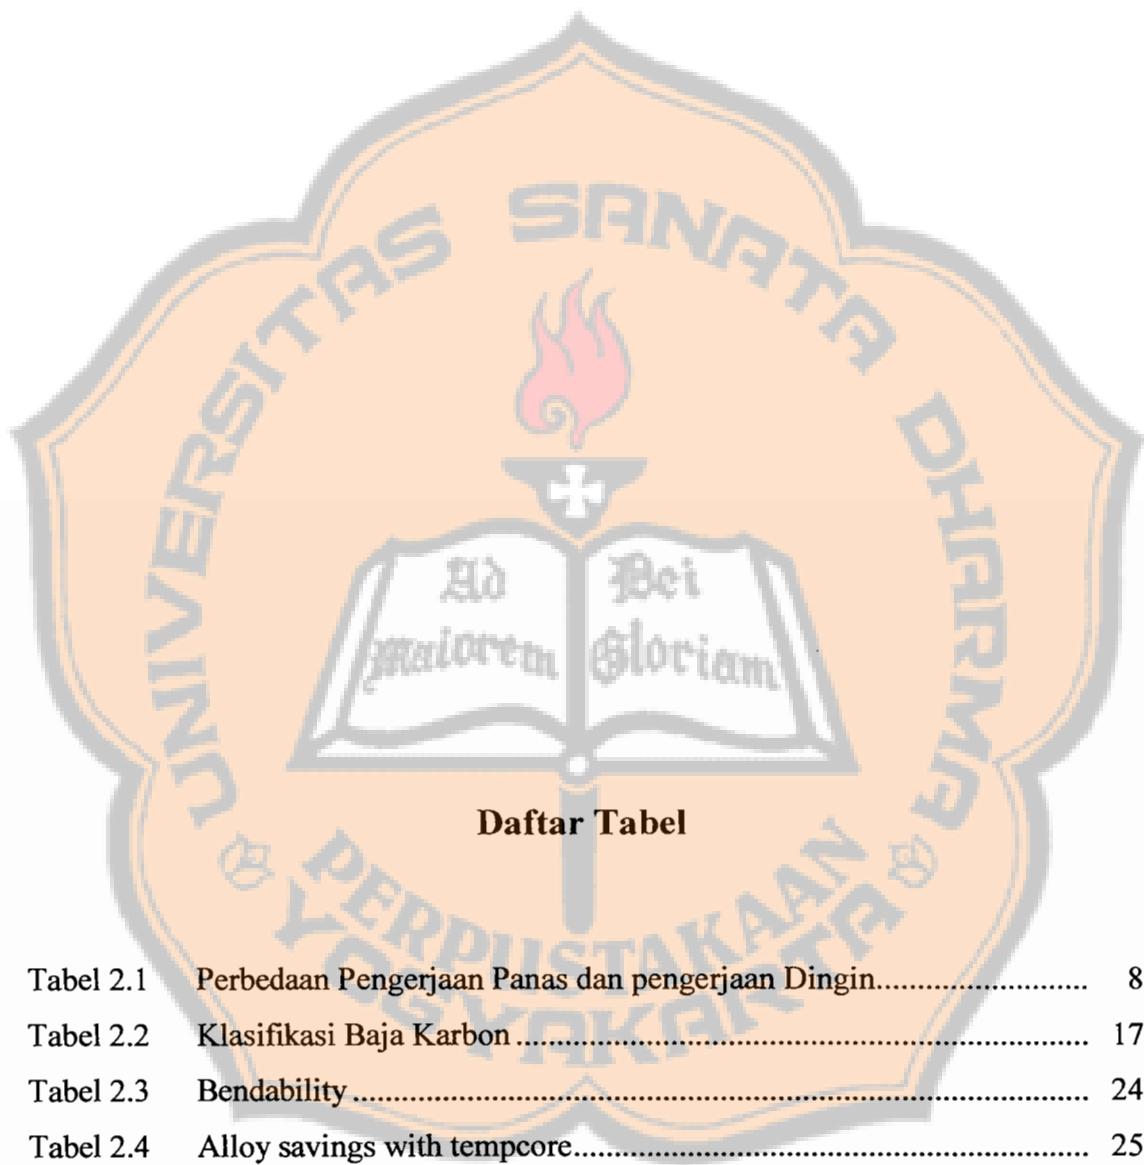 UNIVERSITAS SANATA DHARMA
Ad Dei
Maiorem Gloriam
Daftar Tabel
PERPUSTAKAAN
YOGYAKARTA
Tabel 2.1 Perbedaan Pengerjaan Panas dan pengerjaan Dingin.......................... 8
Tabel 2.2 Klasifikasi Baja Karbon ...................................................................... 17
Tabel 2.3 Bendability .......................................................................................... 24
Tabel 2.4 Alloy savings with tempcore............................................................... 25